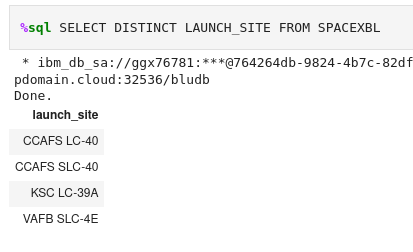 %sql SELECT DISTINCT LAUNCH_SITE FROM SPACEXBL
* ibm_db_sa://ggx76781:***@764264db-9824-4b7c-82df
pdomain.cloud:32536/bludb
Done.
launch_site
CCAFS LC-40
CCAFS SLC-40
KSC LC-39A
VAFB SLC-4E